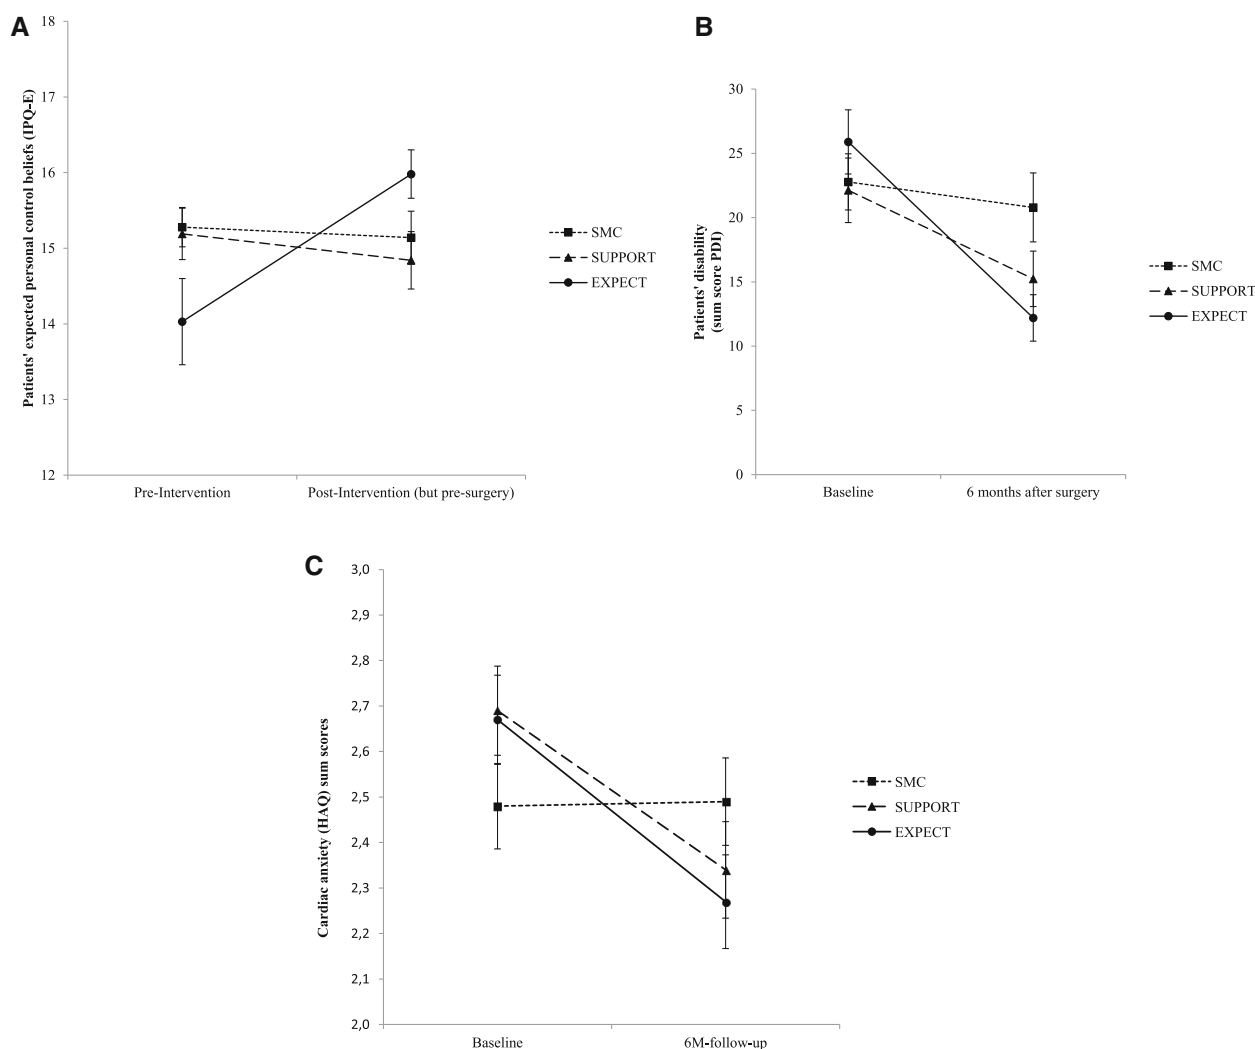 A
Patients' expected personal control beliefs (IPQ-E)
18
17
16
15
14
13
12
Pre-Intervention
Post-Intervention (but pre-surgery)
SMC
SUPPORT
EXPECT
B
Patients' disability
(sum score PDI)
30
25
20
15
10
5
0
Baseline
6 months after surgery
SMC
SUPPORT
EXPECT
C
Cardiac anxiety (HAQ) sum scores
3,0
2,9
2,8
2,7
2,6
2,5
2,4
2,3
2,2
2,1
2,0
Baseline
6M-follow-up
SMC
SUPPORT
EXPECT